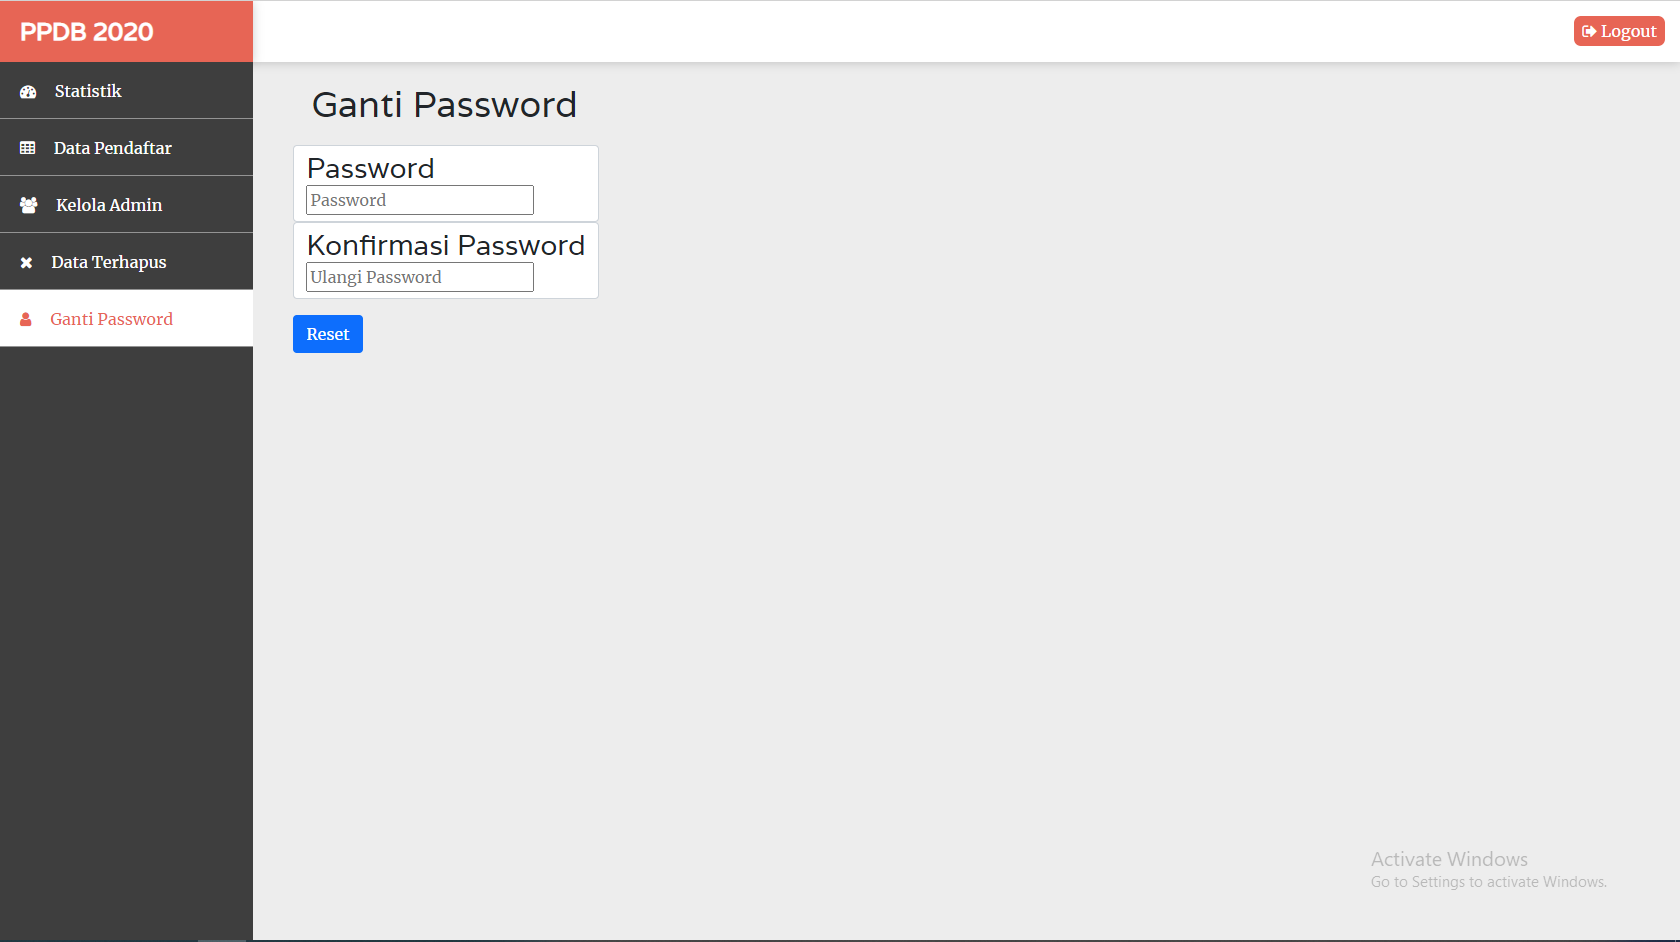 PPDB 2020
Logout
Statistik
Data Pendaftar
Kelola Admin
Data Terhapus
Ganti Password
Ganti Password
Password
Password
Konfirmasi Password
Ulangi Password
Reset
Activate Windows
Go to Settings to activate Windows.